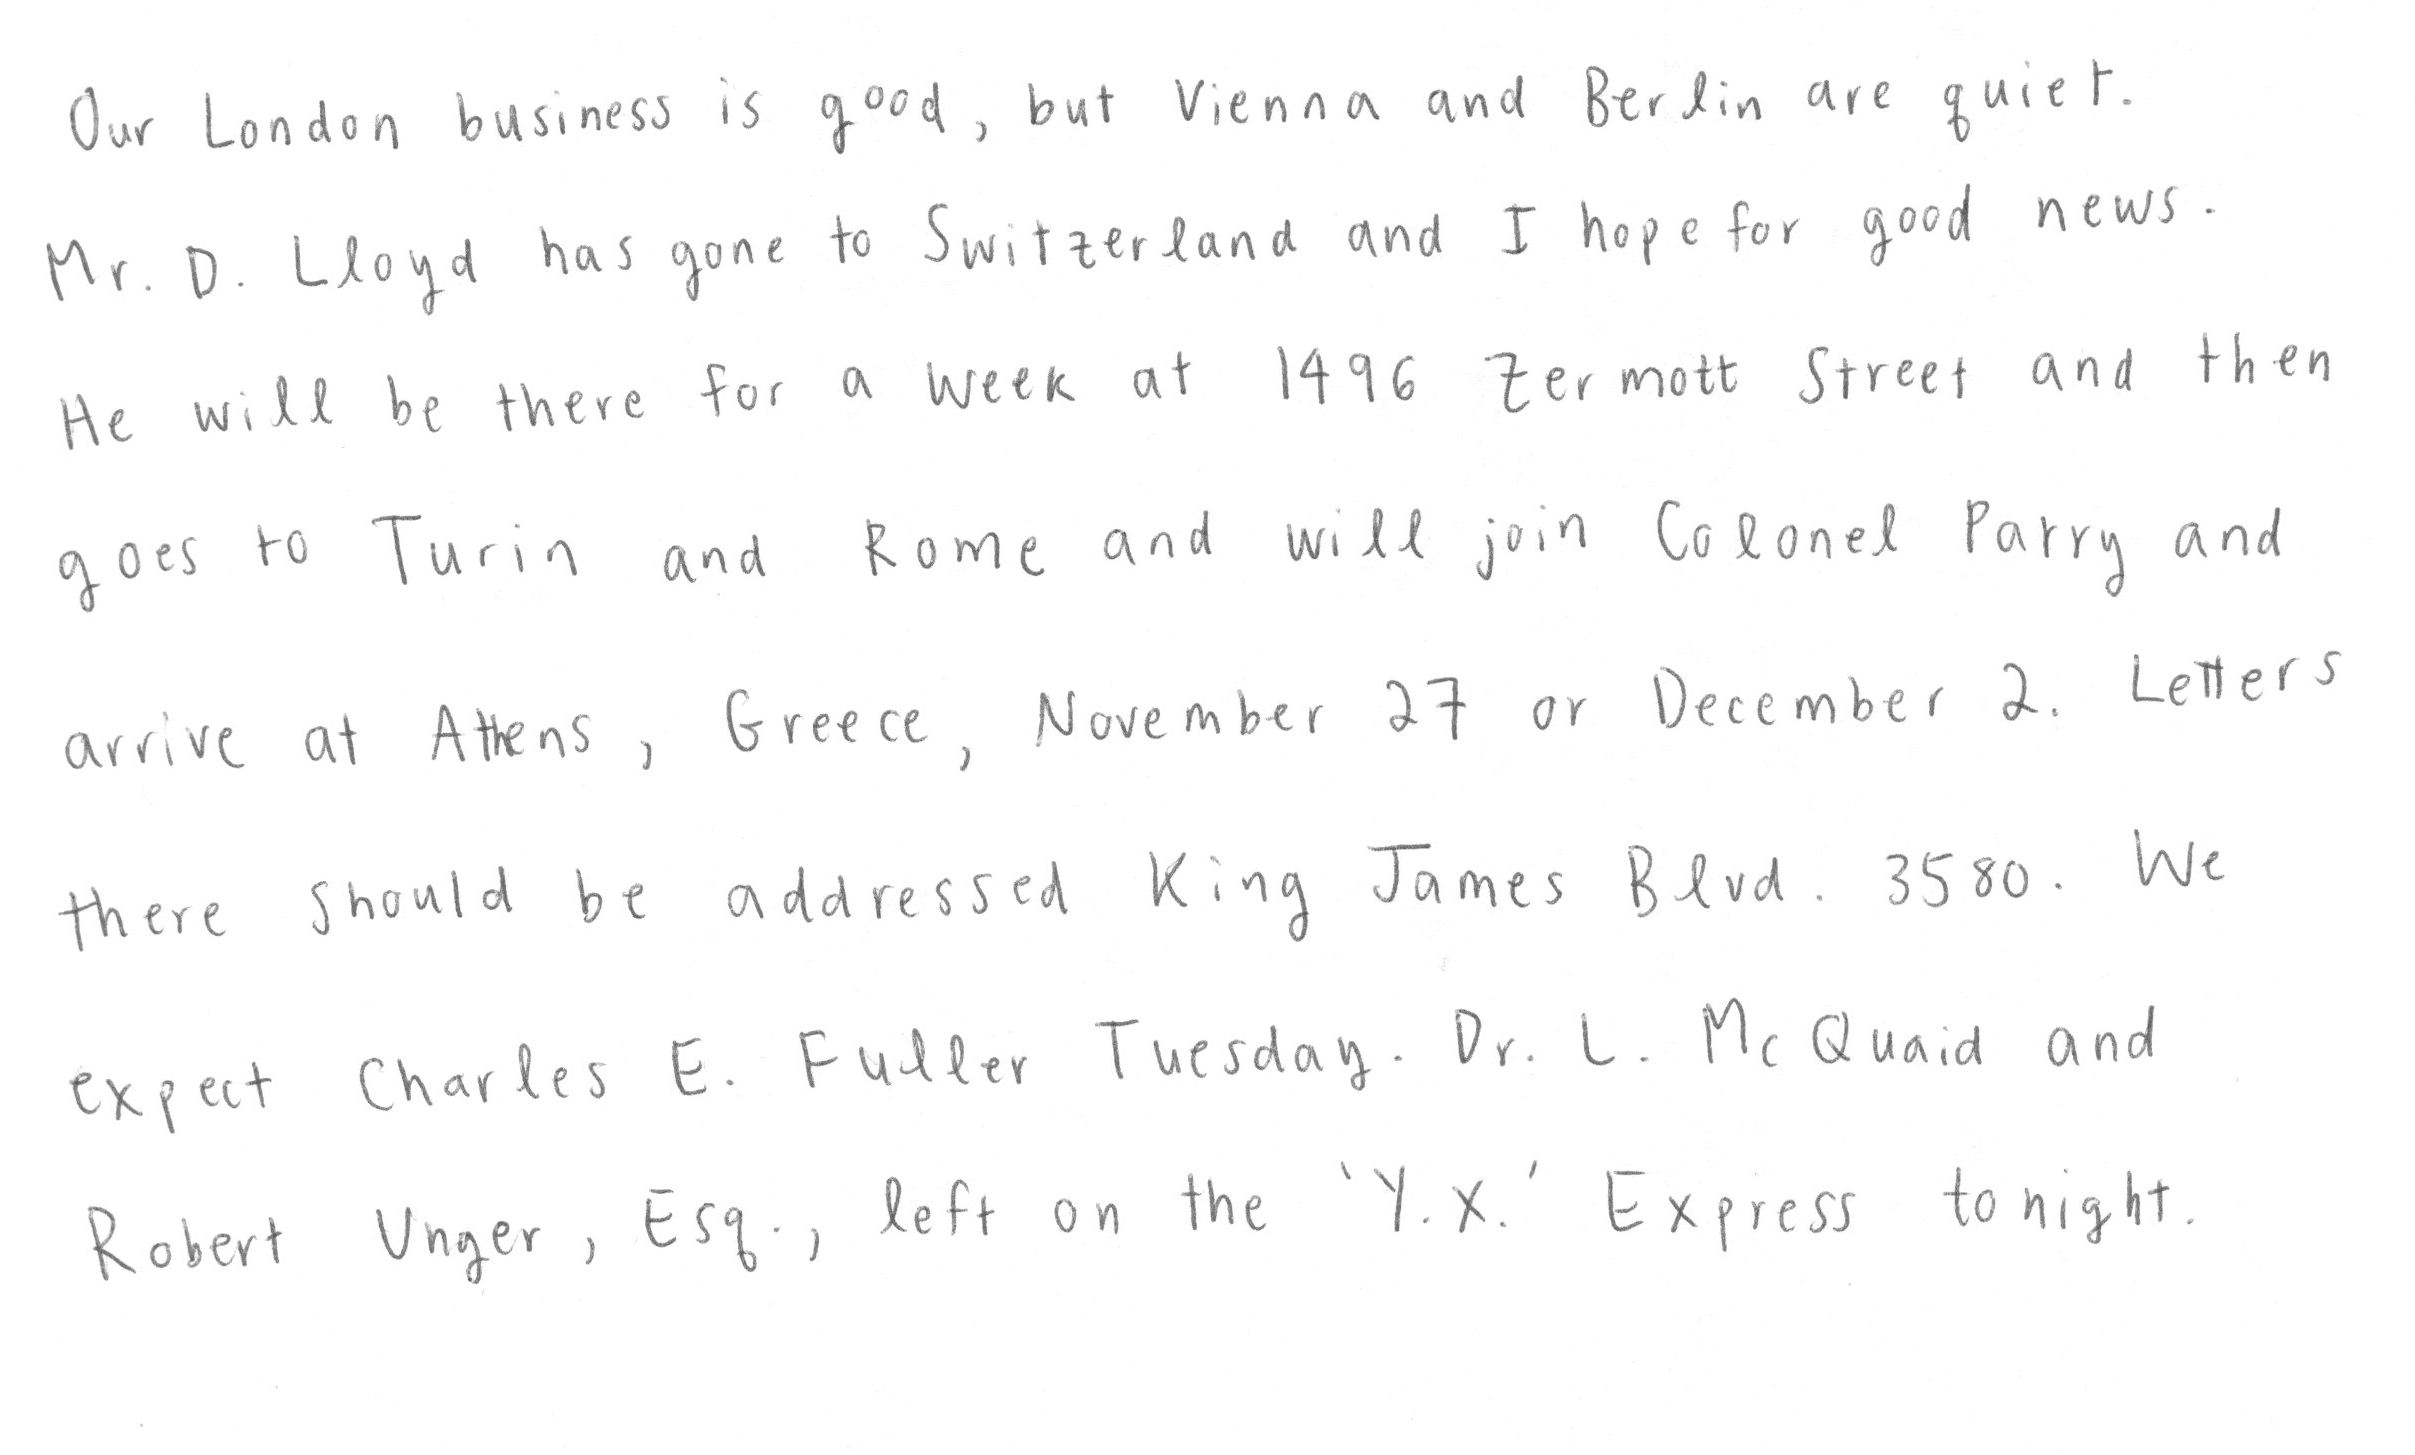 Our London business is good, but Vienna and Berlin are quiet.
Mr. D. Lloyd has gone to Switzerland and I hope for good news.
He will be there for a week at 1496 Zermott Street and then
goes to Turin and Rome and will join Colonel Parry and
arrive at Athens, Greece, November 27 or December 2. Letters
there should be addressed King James Blvd. 3580. We
expect Charles E. Fuller Tuesday. Dr. L. McQuaid and
Robert Unger, Esq., left on the 'Y.X.' Express tonight.